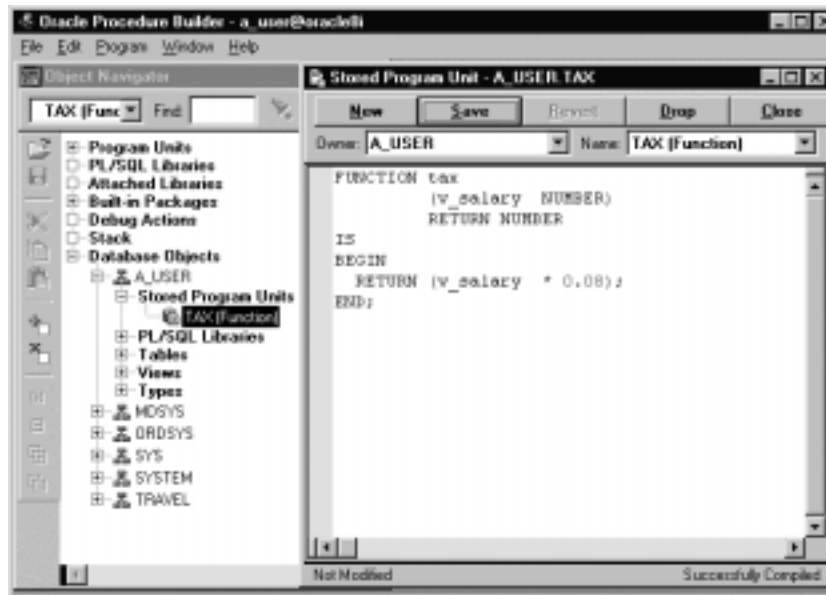 Oracle Procedure Builder - a_user@oraclelli
File Edit Program Window Help
Object Navigator
TAX (Func Find:
Program Units
PL/SQL Libraries
Attached Libraries
Built-in Packages
Debug Actions
Stack
Database Objects
A_USER
Stored Program Units
TAX (Function)
PL/SQL Libraries
Tables
Views
Types
MDSYS
ORDSYS
SYS
SYSTEM
TRAVEL
Stored Program Unit - A_USER.TAX
New Save Revert Drop Close
Owner: A_USER Name: TAX (Function)
FUNCTION tax
(v_salary NUMBER)
RETURN NUMBER
IS
BEGIN
RETURN (v_salary * 0.08);
END;
Not Modified Successfully Compiled